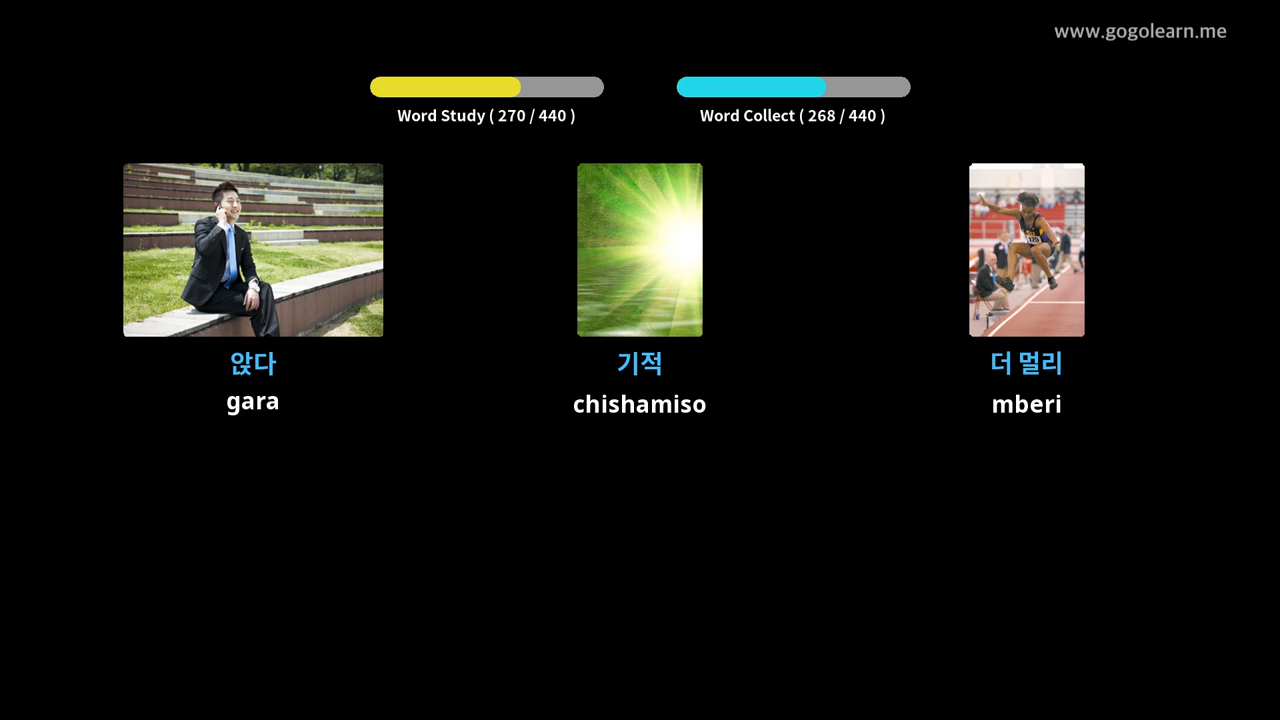 www.gogolearn.me
Word Study ( 270 / 440 )
Word Collect ( 268 / 440 )
앉다
기적
더 멀리
gara
chishamiso
mberi